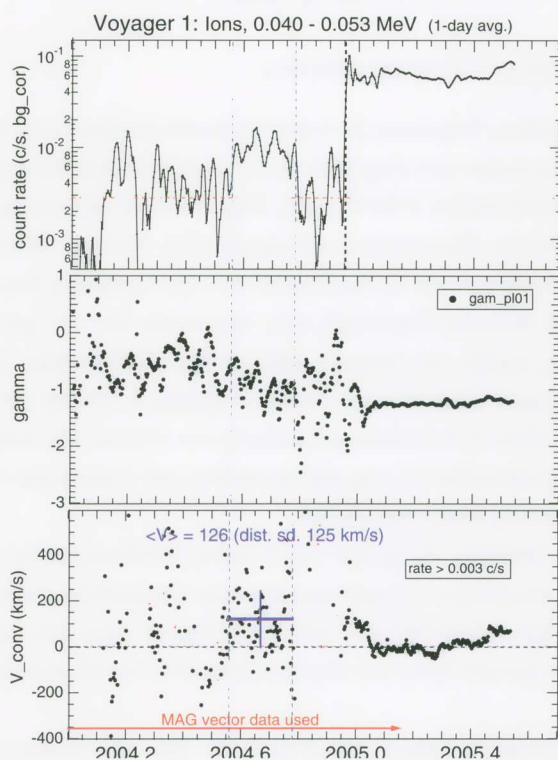 Voyager 1: Ions, 0.040 - 0.053 MeV (1-day avg.)
count rate (c/s, bg_cor)
10-1
8
6
4
2
10-2
8
6
4
2
10-3
8
6
4
1
0
-1
-2
-3
gamma
gam_pl01
V_conv (km/s)
400
200
0
-200
-400
<V> = 126 (dist. sd. 125 km/s)
rate > 0.003 c/s
MAG vector data used
2004.2 2004.6 2005.0 2005.4